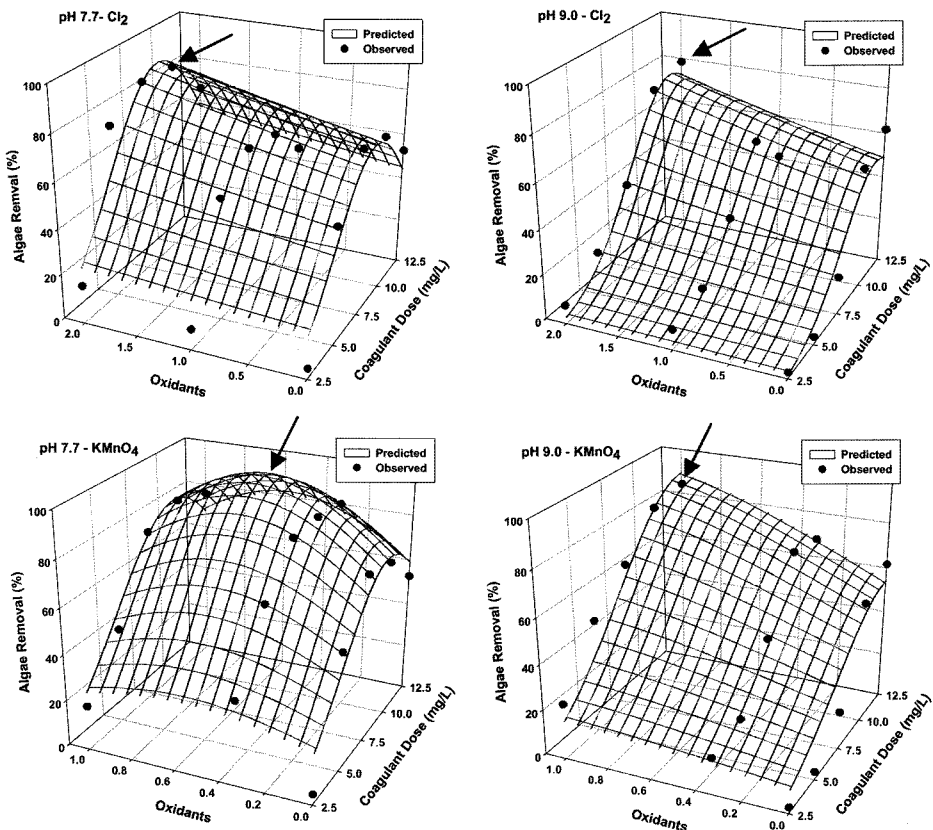 pH 7.7- Cl2
Predicted
Observed
Algae Remval (%)
100
80
60
40
20
0
2.0
1.5
1.0
0.5
0.0
Oxidants
2.5
5.0
7.5
10.0
12.5
Coagulant Dose (mg/L)
pH 9.0 - Cl2
Predicted
Observed
Algae Removal (%)
100
80
60
40
20
0
2.0
1.5
1.0
0.5
0.0
Oxidants
2.5
5.0
7.5
10.0
12.5
Coagulant Dose (mg/L)
pH 7.7 - KMnO4
Predicted
Observed
Algae Removal (%)
100
80
60
40
20
0
1.0
0.8
0.6
0.4
0.2
0.0
Oxidants
2.5
5.0
7.5
10.0
12.5
Coagulant Dose (mg/L)
pH 9.0 - KMnO4
Predicted
Observed
Algae Removal (%)
100
80
60
40
20
0
1.0
0.8
0.6
0.4
0.2
0.0
Oxidants
2.5
5.0
7.5
10.0
12.5
Coagulant Dose (mg/L)